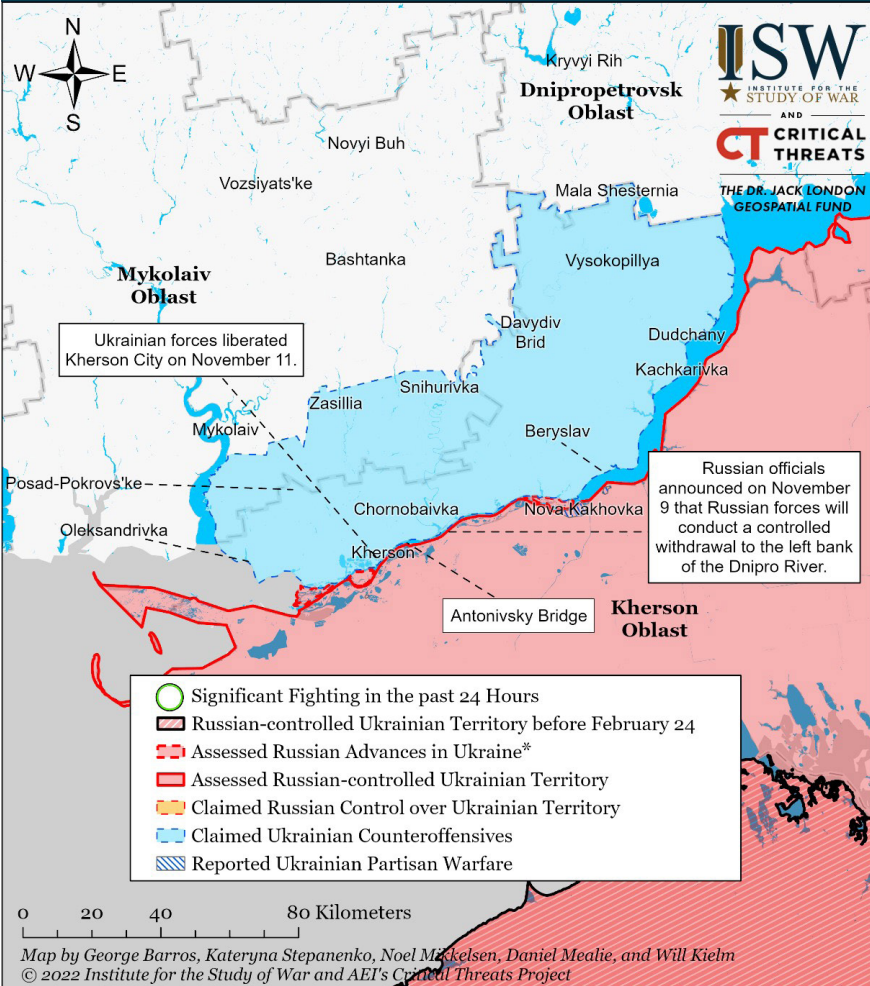 N
W E
S
ISW
INSTITUTE FOR THE
STUDY OF WAR
AND
CT CRITICAL
THREATS
THE DR. JACK LONDON
GEOSPATIAL FUND
Kryvyi Rih
Dnipropetrovsk
Oblast
Novyi Buh
Vozsiyats'ke
Mala Shesternia
Bashtanka
Vysokopillya
Mykolaiv
Oblast
Ukrainian forces liberated
Kherson City on November 11.
Davydiv
Brid
Dudchany
Kachkarivka
Snihurivka
Zasillia
Mykolaiv
Beryslav
Posad-Pokrovs'ke
Russian officials
announced on November
9 that Russian forces will
conduct a controlled
withdrawal to the left bank
of the Dnipro River.
Chornobaivka
Nova Kakhovka
Oleksandrivka
Kherson
Antonivsky Bridge
Kherson
Oblast
Significant Fighting in the past 24 Hours
Russian-controlled Ukrainian Territory before February 24
Assessed Russian Advances in Ukraine*
Assessed Russian-controlled Ukrainian Territory
Claimed Russian Control over Ukrainian Territory
Claimed Ukrainian Counteroffensives
Reported Ukrainian Partisan Warfare
0 20 40 80 Kilometers
Map by George Barros, Kateryna Stepanenko, Noel Mikkelsen, Daniel Mealie, and Will Kielm
© 2022 Institute for the Study of War and AEI's Critical Threats Project